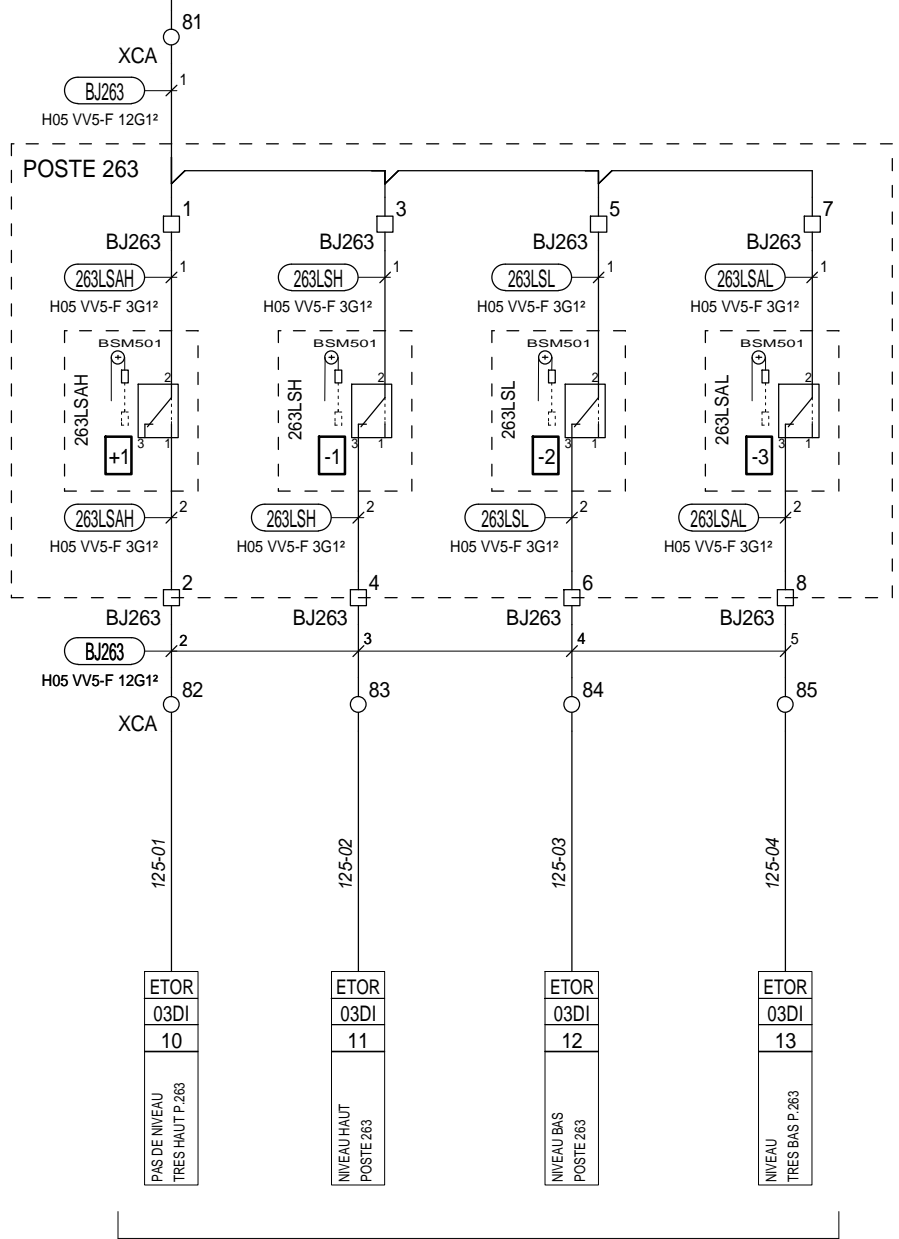 81
XCA
BJ263
1
H05 VV5-F 12G1²
POSTE 263
1
3
5
7
BJ263
BJ263
BJ263
BJ263
263LSAH
1
263LSH
1
263LSL
1
263LSAL
1
H05 VV5-F 3G1²
H05 VV5-F 3G1²
H05 VV5-F 3G1²
H05 VV5-F 3G1²
BSM501
BSM501
BSM501
BSM501
263LSAH
2
3
1
+1
263LSH
2
3
1
-1
263LSL
2
3
1
-2
263LSAL
2
3
1
-3
263LSAH
2
263LSH
2
263LSL
2
263LSAL
2
H05 VV5-F 3G1²
H05 VV5-F 3G1²
H05 VV5-F 3G1²
H05 VV5-F 3G1²
2
4
6
8
BJ263
BJ263
BJ263
BJ263
BJ263
2
3
4
5
H05 VV5-F 12G1²
82
83
84
85
XCA
125-01
125-02
125-03
125-04
ETOR
ETOR
ETOR
ETOR
03DI
03DI
03DI
03DI
10
11
12
13
PAS DE NIVEAU
TRES HAUT P.263
NIVEAU HAUT
POSTE 263
NIVEAU BAS
POSTE 263
NIVEAU
TRES BAS P.263